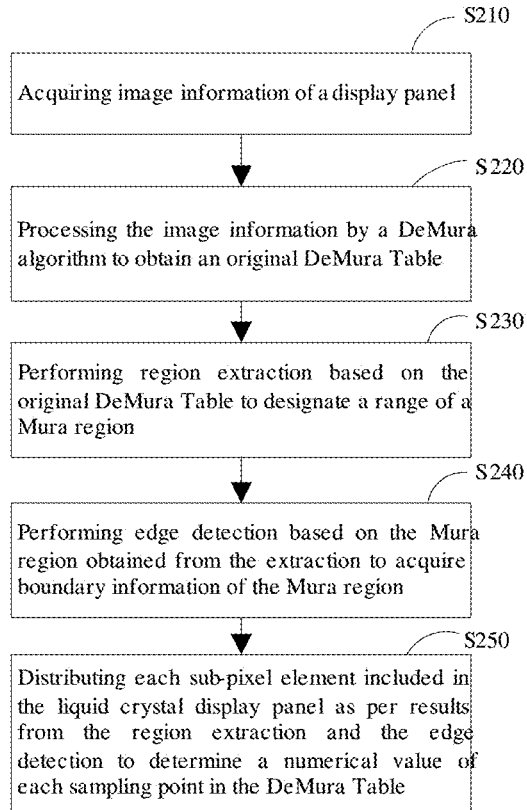 S210
Acquiring image information of a display panel
S220
Processing the image information by a DeMura
algorithm to obtain an original DeMura Table
S230
Performing region extraction based on the
original DeMura Table to designate a range of a
Mura region
S240
Performing edge detection based on the Mura
region obtained from the extraction to acquire
boundary information of the Mura region
S250
Distributing each sub-pixel element included in
the liquid crystal display panel as per results
from the region extraction and the edge
detection to determine a numerical value of
each sampling point in the DeMura Table